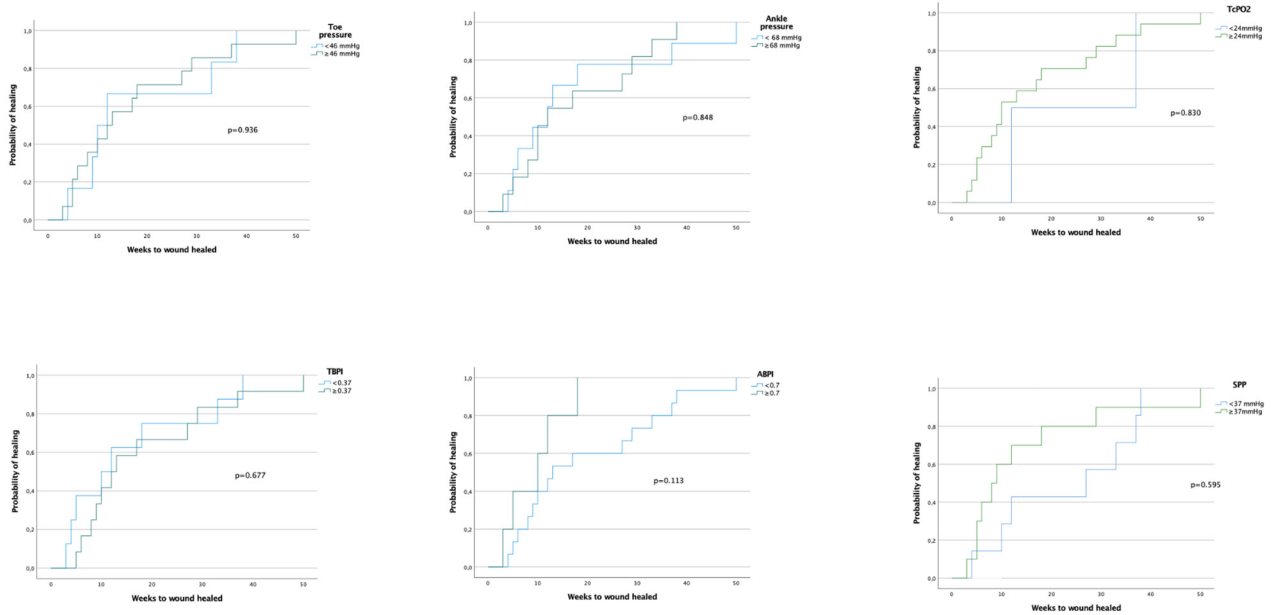 Toe
pressure
<46 mmHg
≥46 mmHg
1,0
0,8
0,6
0,4
0,2
0,0
Probability of healing
p=0.936
0 10 20 30 40 50
Weeks to wound healed
Ankle
pressure
< 68 mmHg
≥68 mmHg
1,0
0,8
0,6
0,4
0,2
0,0
Probability of healing
p=0.848
0 10 20 30 40 50
Weeks to wound healed
TcPO2
<24mmHg
≥24mmHg
1,0
0,8
0,6
0,4
0,2
0,0
Probability of healing
p=0.830
0 10 20 30 40 50
Weeks to wound healed
TBPI
<0.37
≥0.37
1,0
0,8
0,6
0,4
0,2
0,0
Probability of healing
p=0.677
0 10 20 30 40 50
Weeks to wound healed
ABPI
<0.7
≥0.7
1,0
0,8
0,6
0,4
0,2
0,0
Probability of healing
p=0.113
0 10 20 30 40 50
Weeks to wound healed
SPP
<37 mmHg
≥37mmHg
1,0
0,8
0,6
0,4
0,2
0,0
Probability of healing
p=0.595
0 10 20 30 40 50
Weeks to wound healed